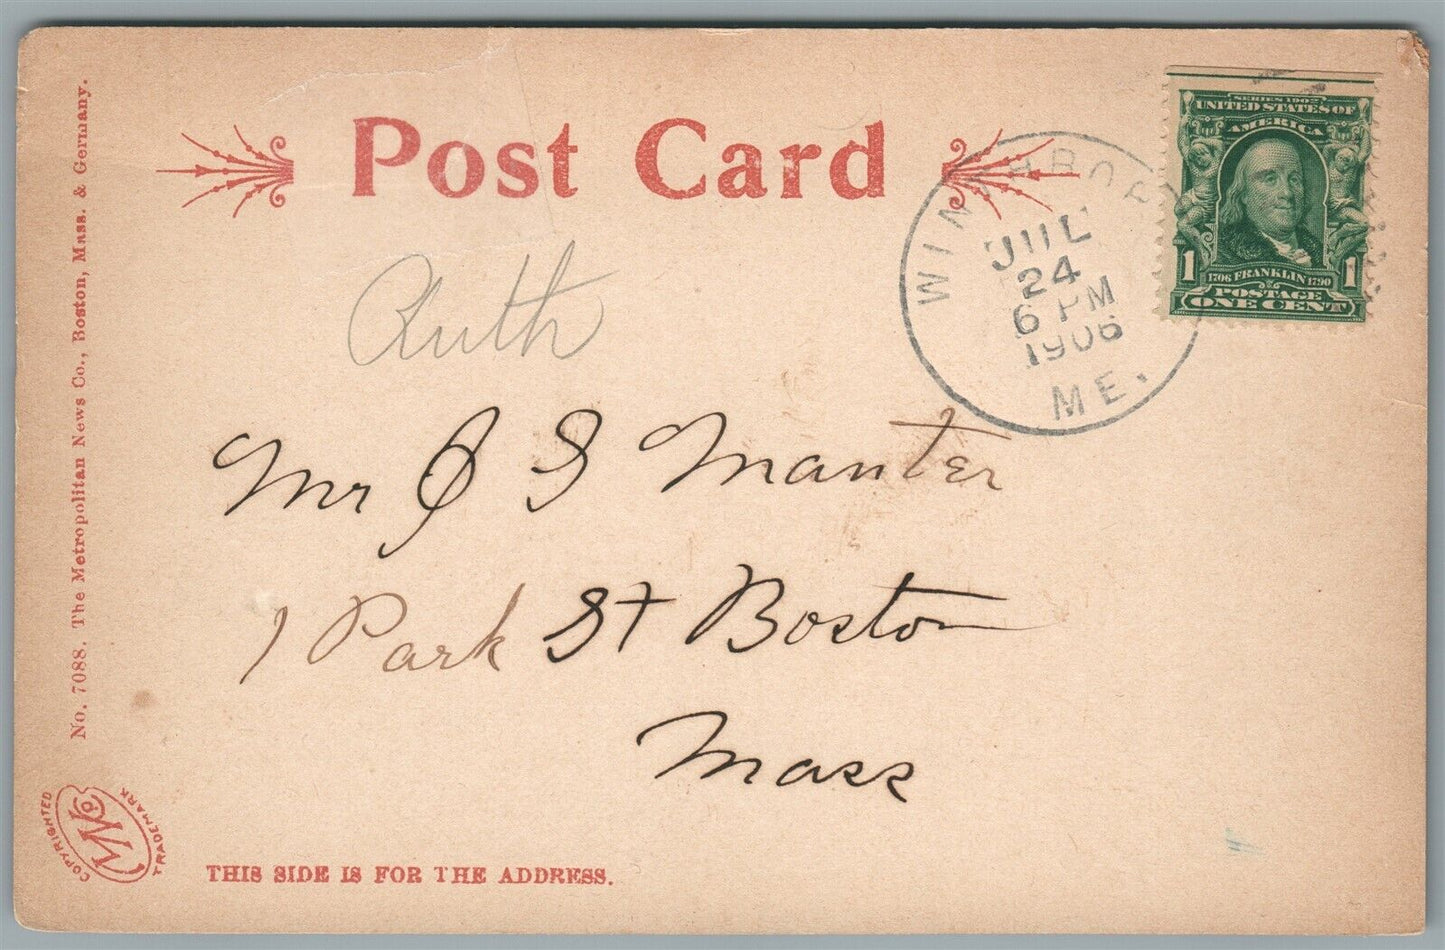 Post Card
WINTHROP
JUL
24
6 PM
1906
ME.
SERIES 1902
UNITED STATES OF
AMERICA
1
1706 FRANKLIN 1790
1
POSTAGE
ONE CENT
Ruth
Mr J S Manter
1 Park St Boston
Mass
No. 7088. The Metropolitan News Co., Boston, Mass. & Germany.
COPYRIGHTED
TRADEMARK
THIS SIDE IS FOR THE ADDRESS.